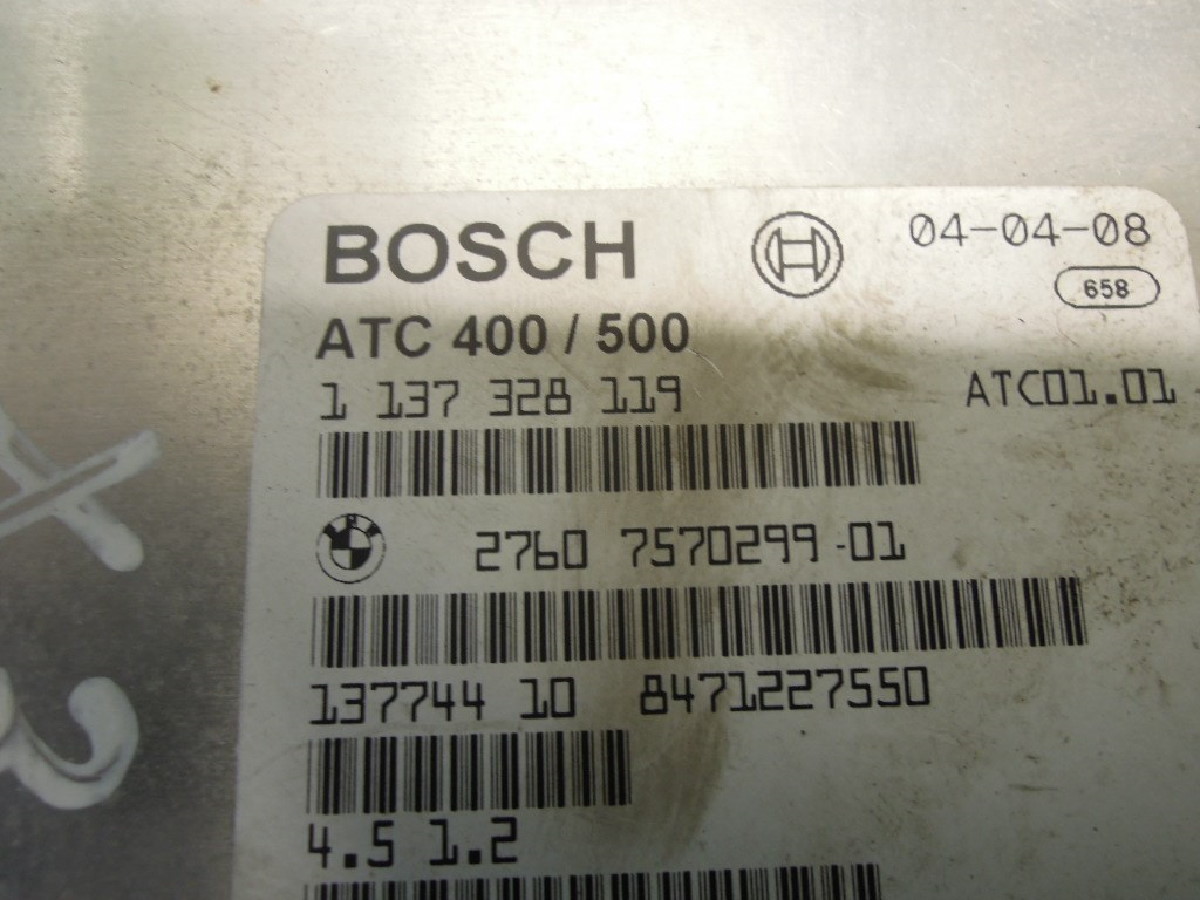 BOSCH 04-04-08
658
ATC 400 / 500
1 137 328 119 ATC01.01
2760 7570299 -01
137744 10 8471227550
4.5 1.2